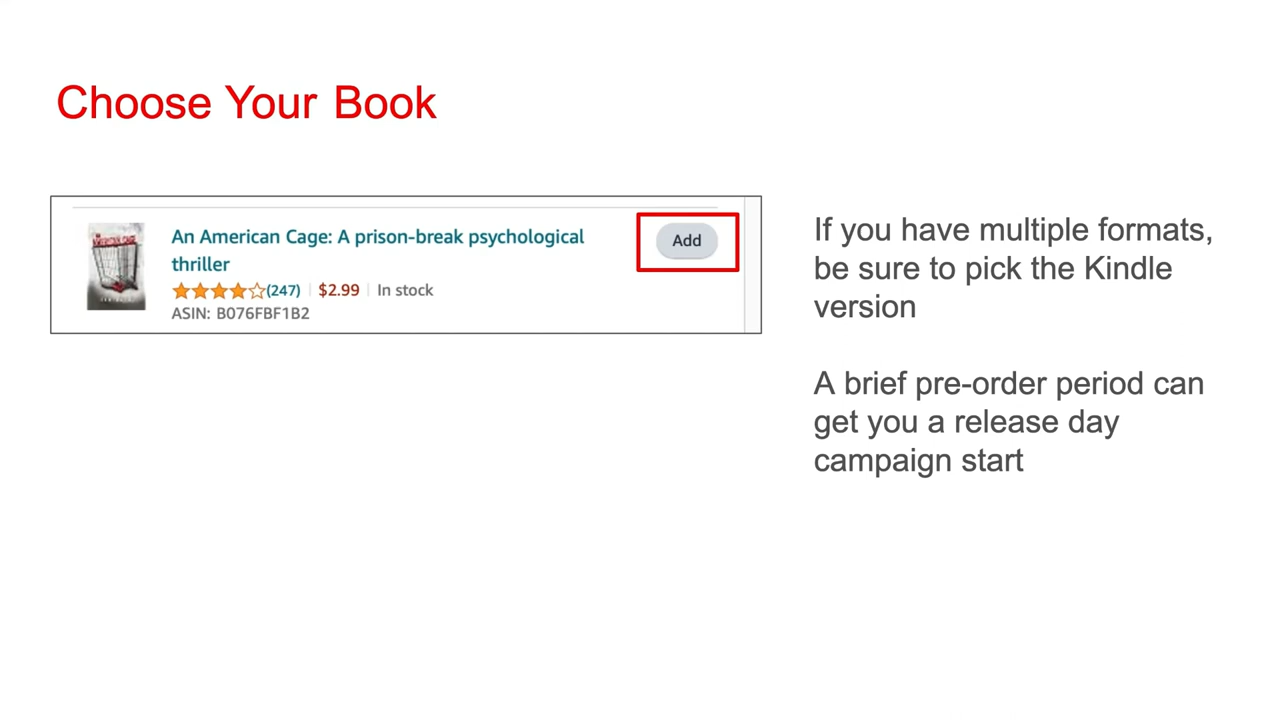 Choose Your Book
An American Cage: A prison-break psychological
thriller
(247) | $2.99 | In stock
ASIN: B076FBF1B2
Add
If you have multiple formats,
be sure to pick the Kindle
version
A brief pre-order period can
get you a release day
campaign start